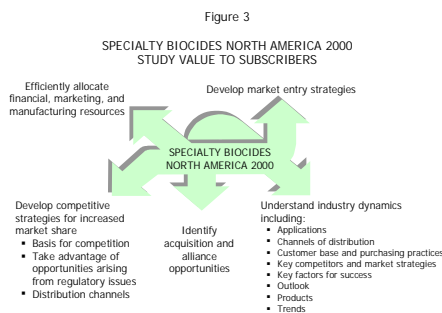 Figure 3
SPECIALTY BIOCIDES NORTH AMERICA 2000
STUDY VALUE TO SUBSCRIBERS
Efficiently allocate
financial, marketing, and
manufacturing resources
Develop market entry strategies
SPECIALTY BIOCIDES
NORTH AMERICA 2000
Develop competitive
strategies for increased
market share
▪ Basis for competition
▪ Take advantage of
opportunities arising
from regulatory issues
▪ Distribution channels
Identify
acquisition and
alliance
opportunities
Understand industry dynamics
including:
▪ Applications
▪ Channels of distribution
▪ Customer base and purchasing practices
▪ Key competitors and market strategies
▪ Key factors for success
▪ Outlook
▪ Products
▪ Trends